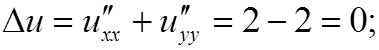 Δu = u″ₓₓ + u″ᵧᵧ = 2 − 2 = 0;